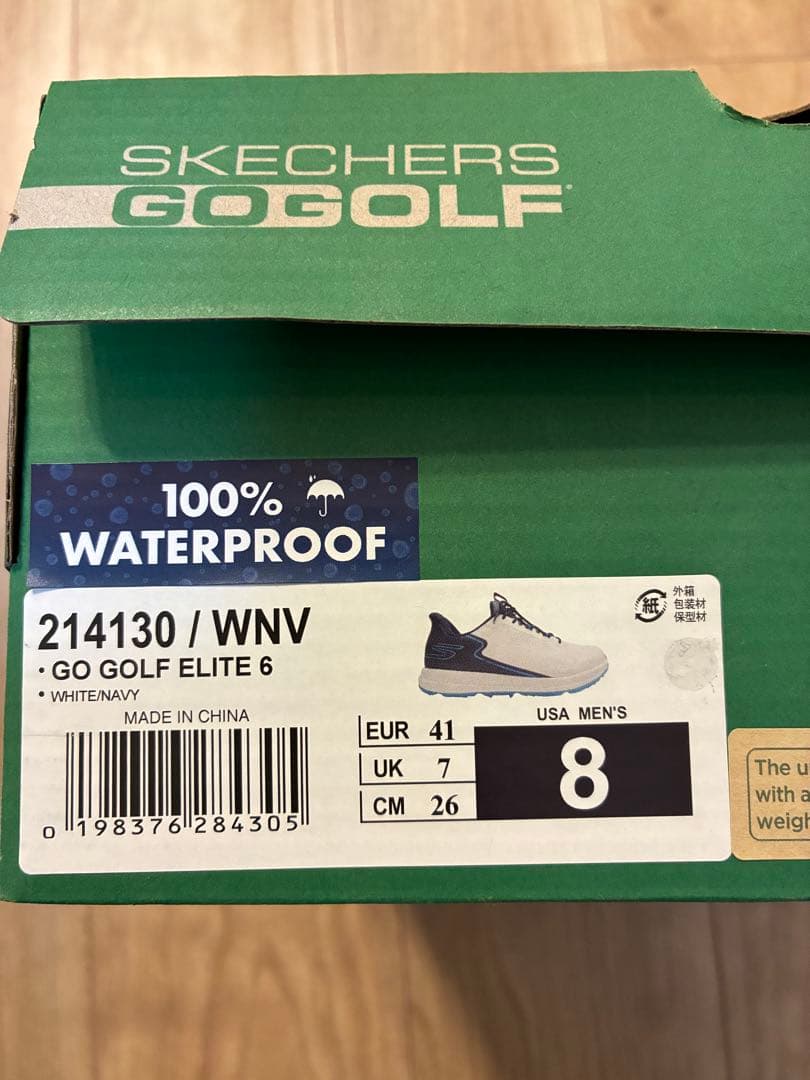 SKECHERS
GOGOLF
100%
WATERPROOF
214130 / WNV
• GO GOLF ELITE 6
• WHITE/NAVY
MADE IN CHINA
0 198376 284305
紙
外箱
包装材
保型材
EUR 41
UK 7
CM 26
USA MEN'S
8
The u
with a
weigh